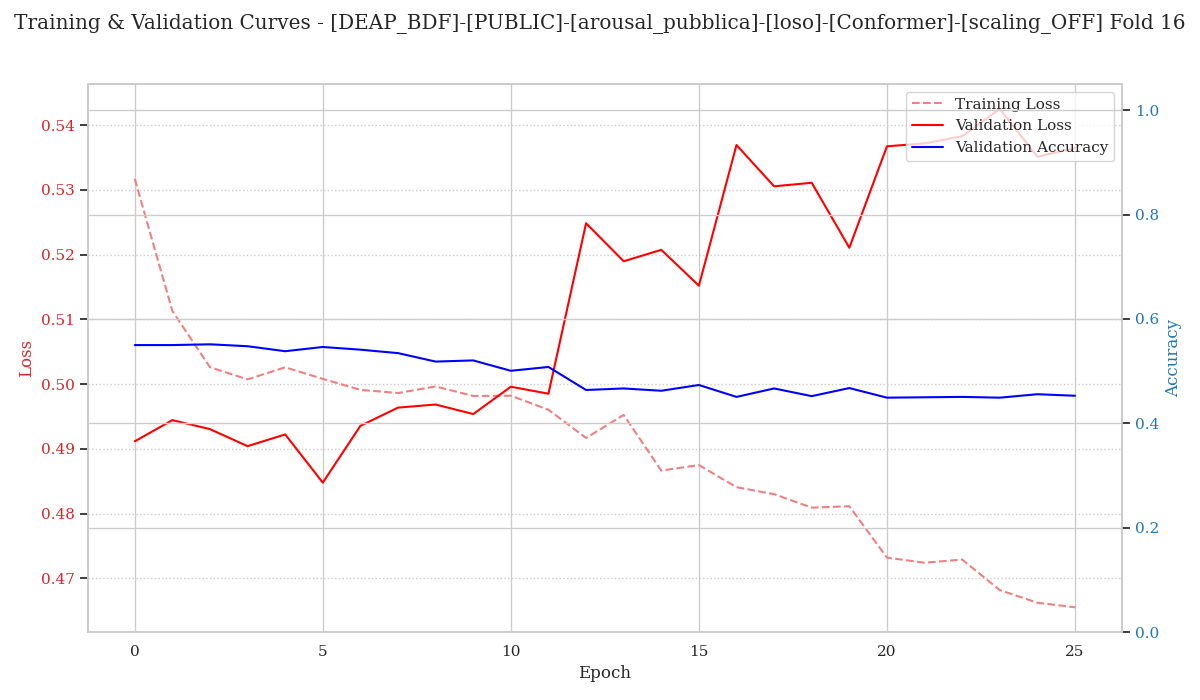 Training & Validation Curves - [DEAP_BDF]-[PUBLIC]-[arousal_pubblica]-[loso]-[Conformer]-[scaling_OFF] Fold 16
Training Loss
Validation Loss
Validation Accuracy
0.54
0.53
0.52
0.51
0.50
0.49
0.48
0.47
Loss
1.0
0.8
0.6
0.4
0.2
0.0
Accuracy
0 5 10 15 20 25
Epoch